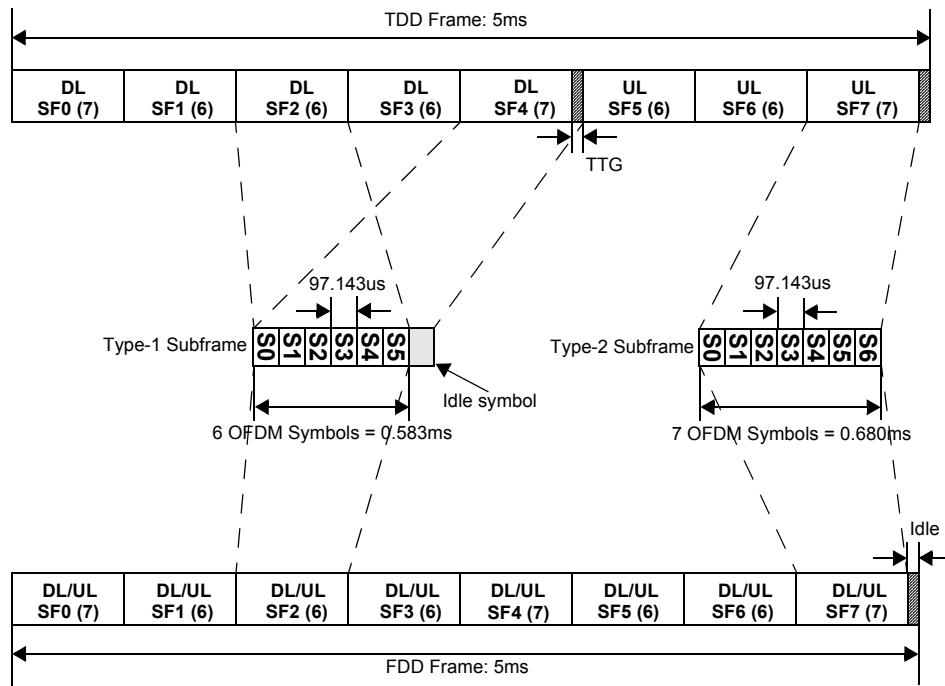 TDD Frame: 5ms
DL SF0 (7)
DL SF1 (6)
DL SF2 (6)
DL SF3 (6)
DL SF4 (7)
UL SF5 (6)
UL SF6 (6)
UL SF7 (7)
TTG
97.143us
97.143us
Type-1 Subframe
S0 S1 S2 S3 S4 S5
Type-2 Subframe
S0 S1 S2 S3 S4 S5 S6
Idle symbol
6 OFDM Symbols = 0.583ms
7 OFDM Symbols = 0.680ms
Idle
DL/UL SF0 (7)
DL/UL SF1 (6)
DL/UL SF2 (6)
DL/UL SF3 (6)
DL/UL SF4 (7)
DL/UL SF5 (6)
DL/UL SF6 (6)
DL/UL SF7 (7)
FDD Frame: 5ms